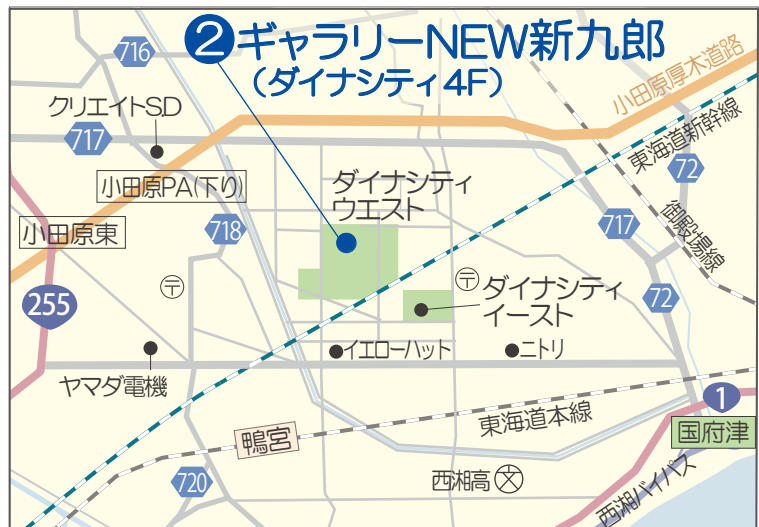 2 ギャラリーNEW新九郎
(ダイナシティ4F)
716
小田原厚木道路
クリエイトSD
717
東海道新幹線
72
小田原PA(下り)
ダイナシティ
ウエスト
小田原東
718
717
御殿場線
255
〒
〒
ダイナシティ
イースト
72
イエローハット
ニトリ
ヤマダ電機
1
東海道本線
国府津
鴨宮
720
西湘高
文
西湘バイパス